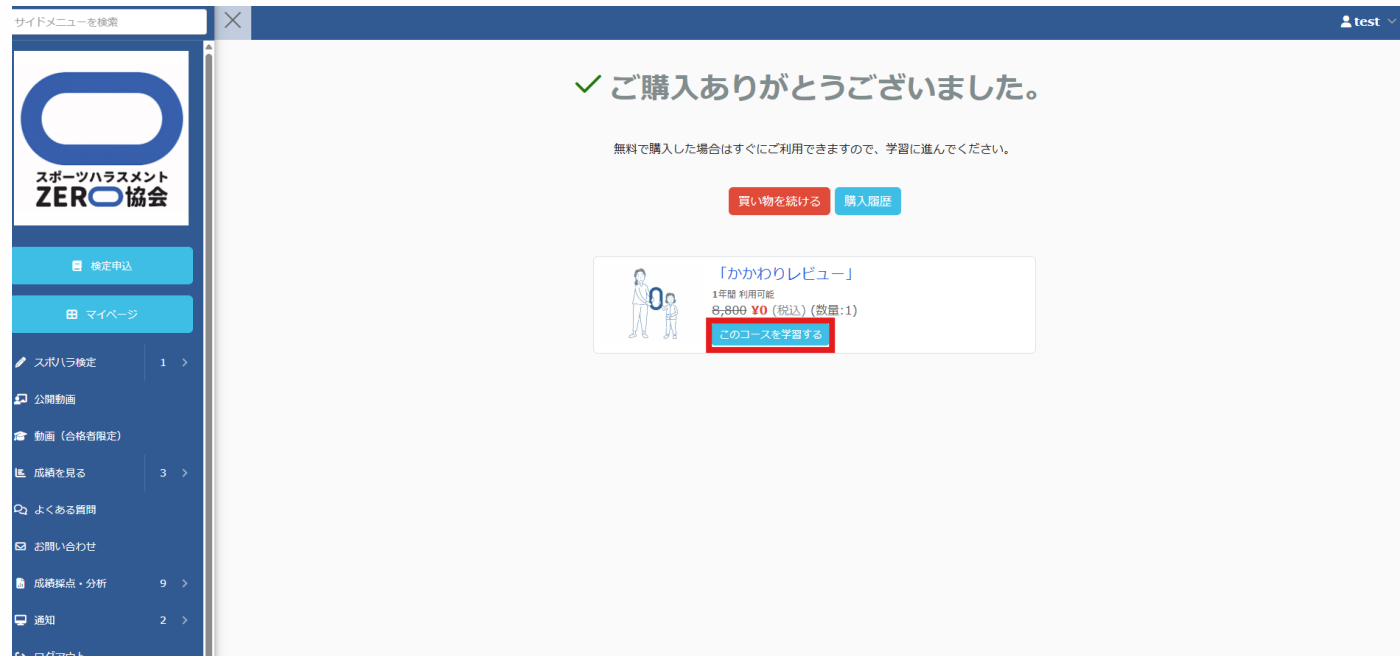 サイドメニューを検索
test
スポーツハラスメント
ZERO協会
検定申込
マイページ
スポハラ検定 1
公開動画
動画（合格者限定）
成績を見る 3
よくある質問
お問い合わせ
成績採点・分析 9
通知 2
ログアウト
ご購入ありがとうございました。
無料で購入した場合はすぐにご利用できますので、学習に進んでください。
買い物を続ける 購入履歴
「かかわりレビュー」
1年間 利用可能
8,800 ¥0 (税込) (数量:1)
このコースを学習する